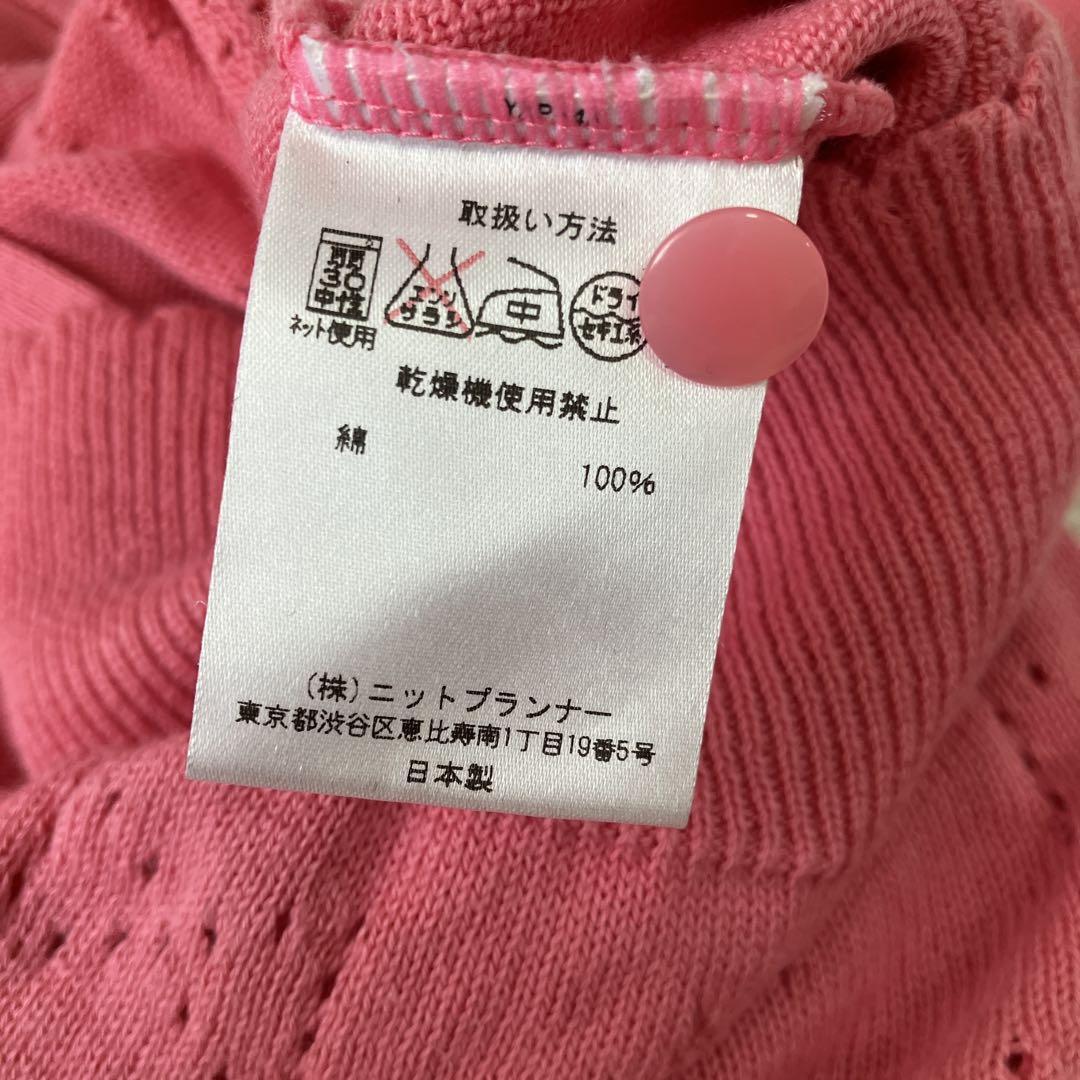 取扱い方法
弱
30
中性
ネット使用
エンソ
サラシ
中
ドライ
セキユ系
乾燥機使用禁止
綿 100%
(株)ニットプランナー
東京都渋谷区恵比寿南1丁目19番5号
日本製